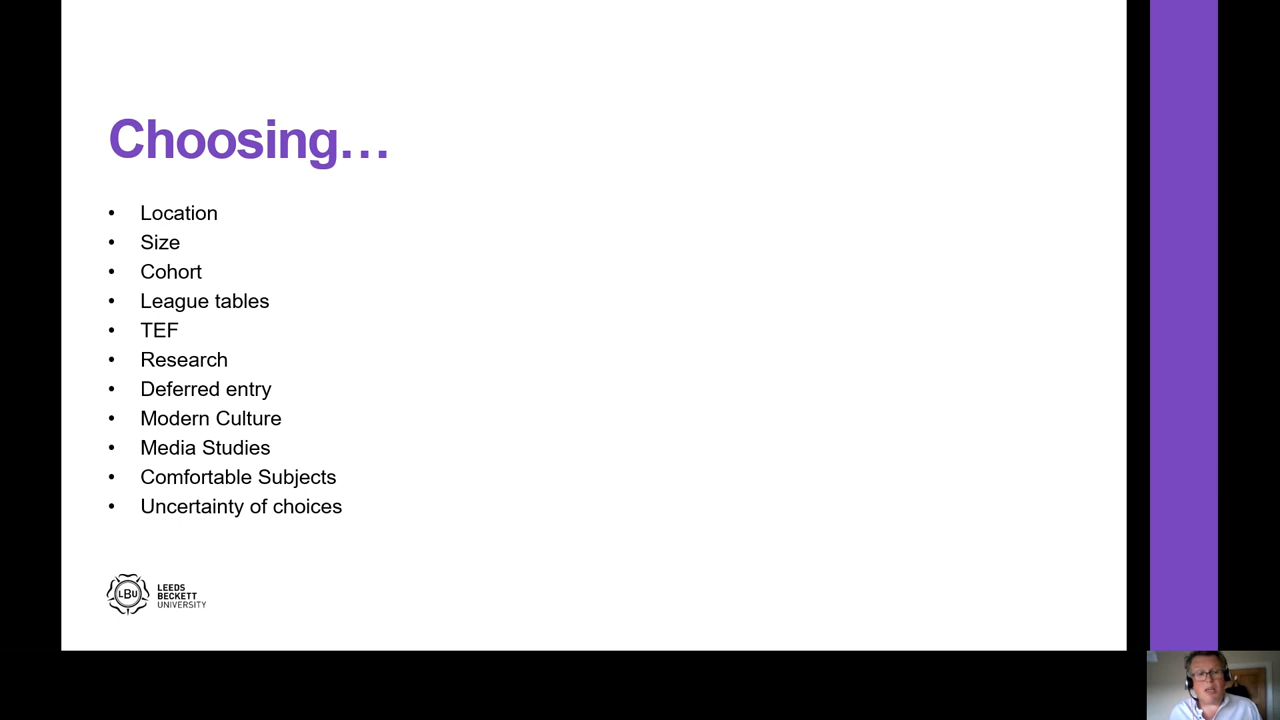 Choosing…
• Location
• Size
• Cohort
• League tables
• TEF
• Research
• Deferred entry
• Modern Culture
• Media Studies
• Comfortable Subjects
• Uncertainty of choices
LBU
LEEDS
BECKETT
UNIVERSITY